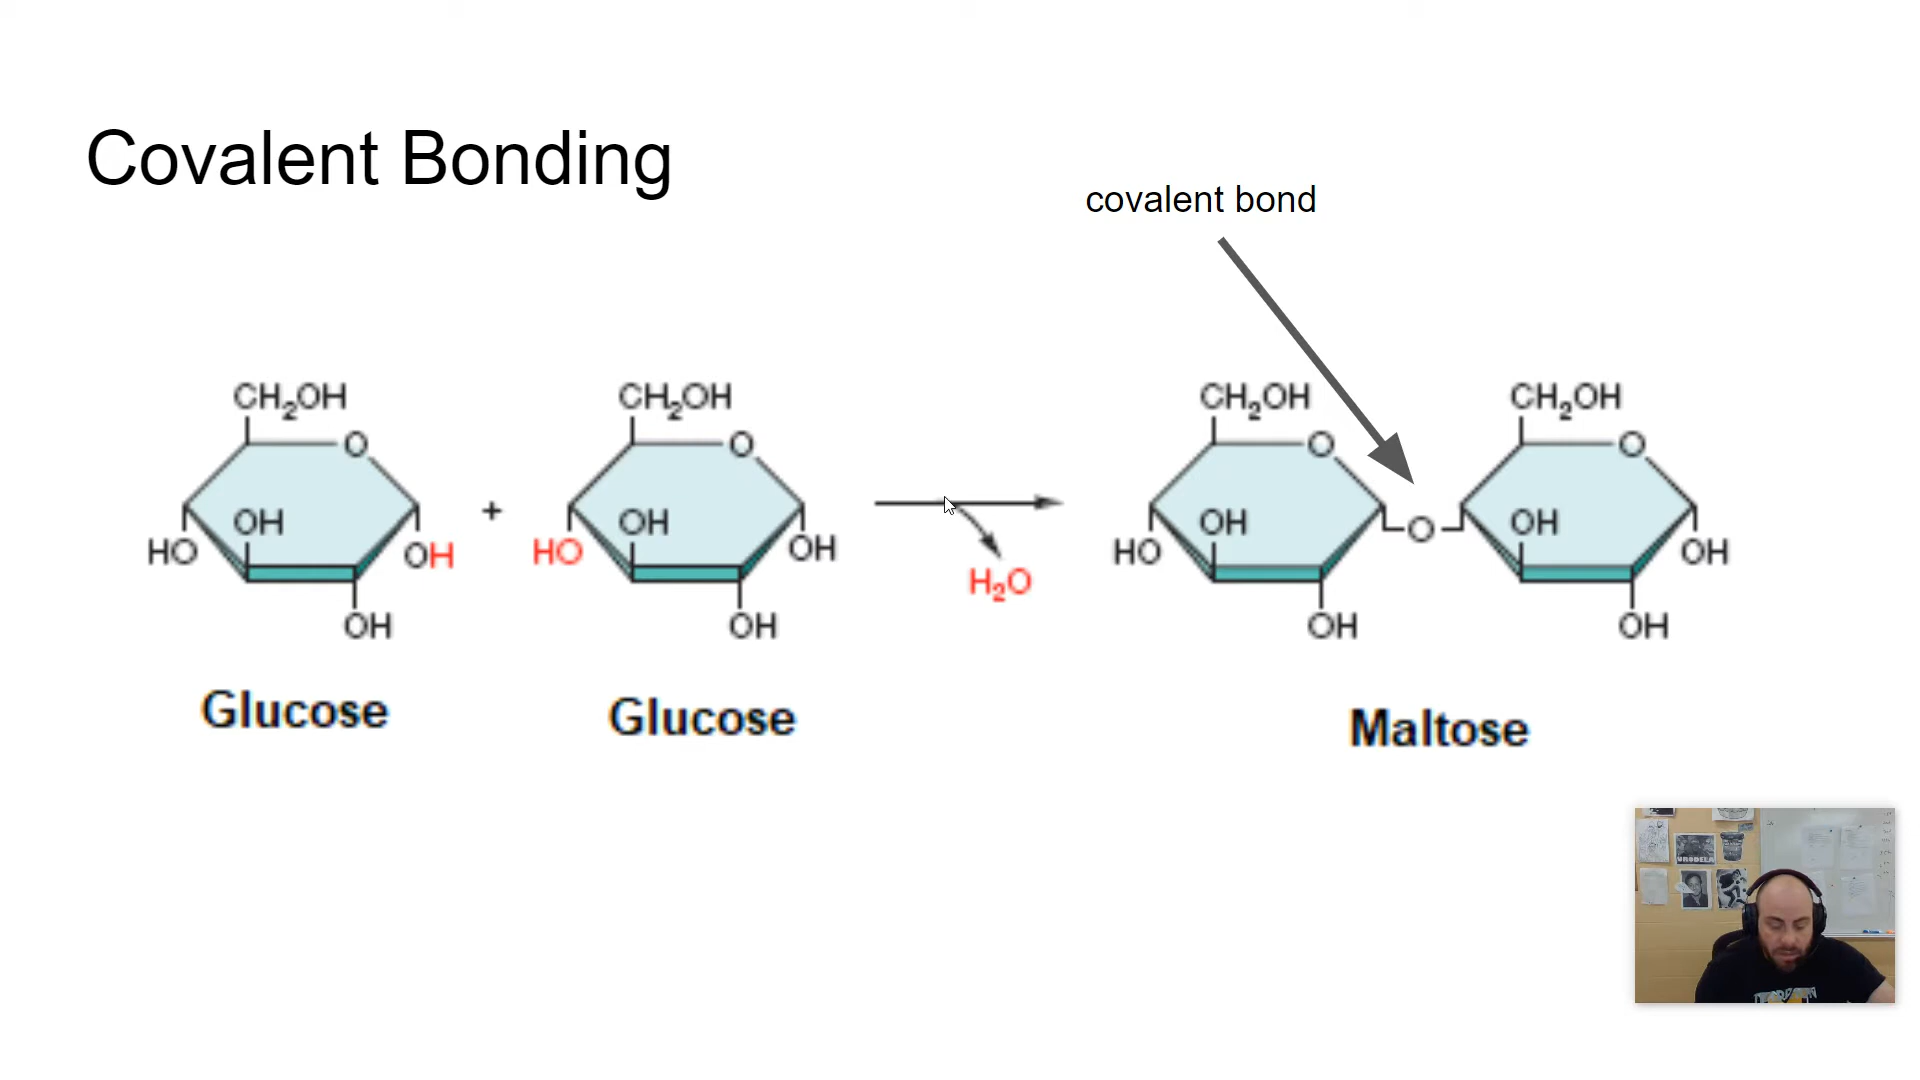 Covalent Bonding
covalent bond
CH₂OH
CH₂OH
CH₂OH
CH₂OH
O
O
O
O
OH
OH
OH
OH
+
HO
OH
HO
OH
HO
O
OH
H₂O
OH
OH
OH
OH
Glucose
Glucose
Maltose